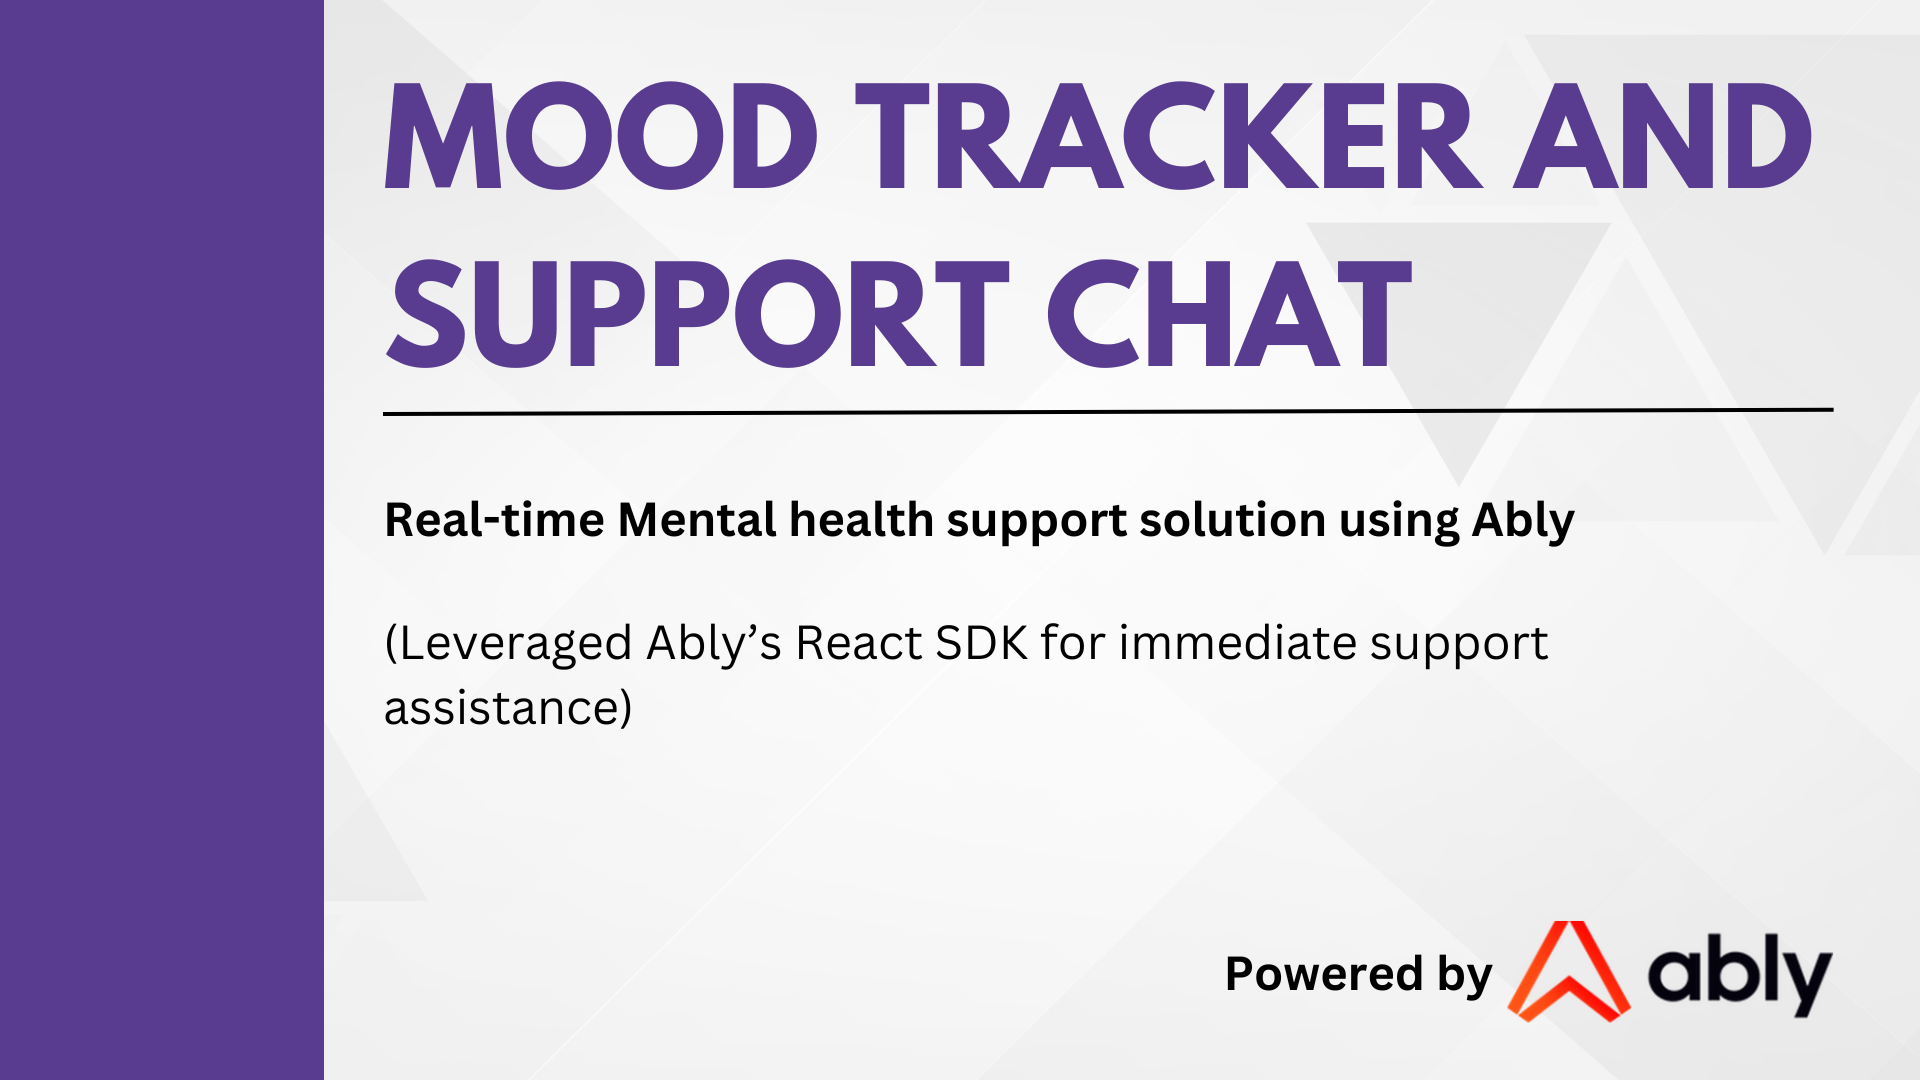 MOOD TRACKER AND
SUPPORT CHAT
Real-time Mental health support solution using Ably
(Leveraged Ably’s React SDK for immediate support
assistance)
Powered by ably